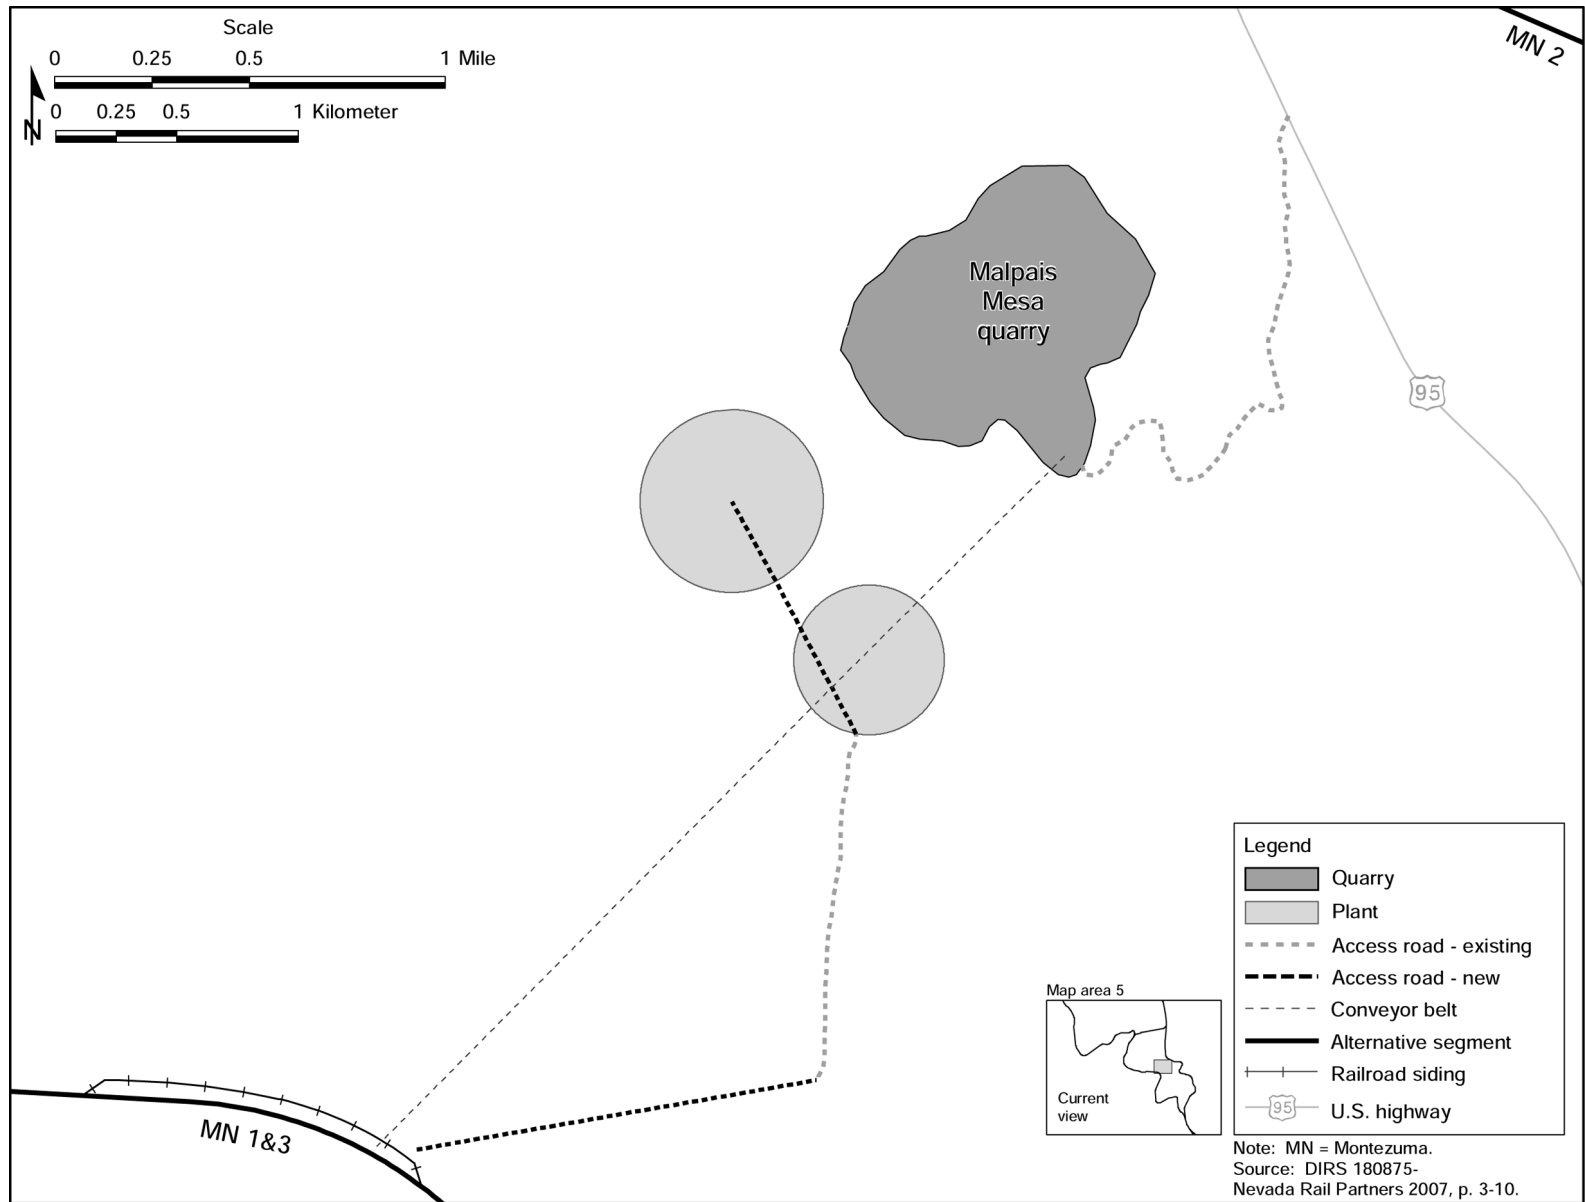 Scale
0 0.25 0.5 1 Mile
0 0.25 0.5 1 Kilometer
N
MN 2
Malpais
Mesa
quarry
95
MN 1&3
Map area 5
Current
view
Legend
Quarry
Plant
Access road - existing
Access road - new
Conveyor belt
Alternative segment
Railroad siding
95 U.S. highway
Note: MN = Montezuma.
Source: DIRS 180875-
Nevada Rail Partners 2007, p. 3-10.